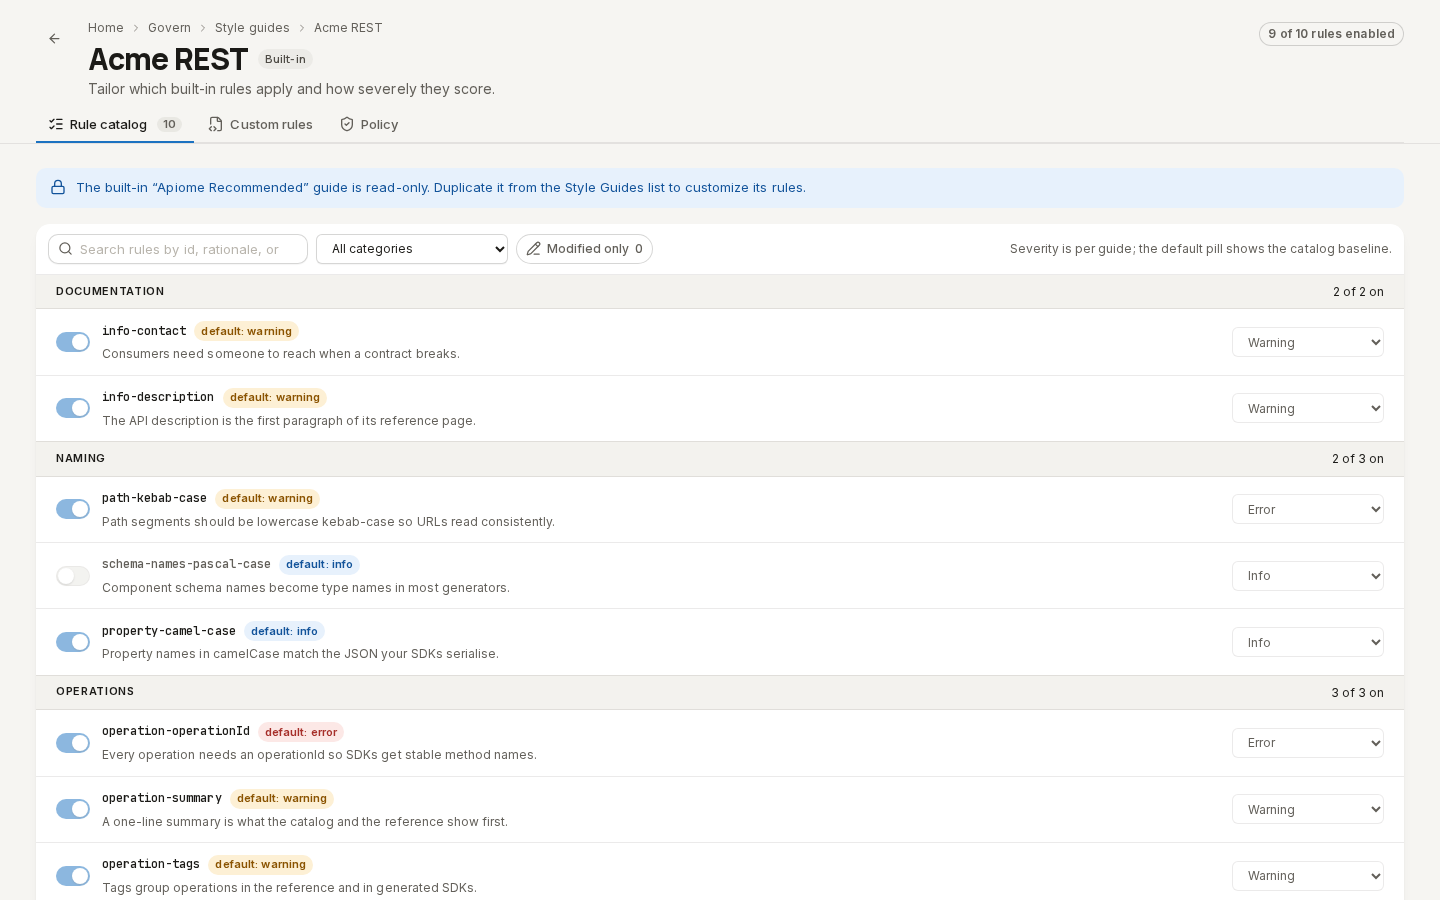 Home > Govern > Style guides > Acme REST
Acme REST Built-in
Tailor which built-in rules apply and how severely they score.
9 of 10 rules enabled
Rule catalog 10 Custom rules Policy
The built-in “Apiome Recommended” guide is read-only. Duplicate it from the Style Guides list to customize its rules.
Search rules by id, rationale, or All categories Modified only 0 Severity is per guide; the default pill shows the catalog baseline.
DOCUMENTATION 2 of 2 on
info-contact default: warning
Consumers need someone to reach when a contract breaks.
Warning
info-description default: warning
The API description is the first paragraph of its reference page.
Warning
NAMING 2 of 3 on
path-kebab-case default: warning
Path segments should be lowercase kebab-case so URLs read consistently.
Error
schema-names-pascal-case default: info
Component schema names become type names in most generators.
Info
property-camel-case default: info
Property names in camelCase match the JSON your SDKs serialise.
Info
OPERATIONS 3 of 3 on
operation-operationId default: error
Every operation needs an operationId so SDKs get stable method names.
Error
operation-summary default: warning
A one-line summary is what the catalog and the reference show first.
Warning
operation-tags default: warning
Tags group operations in the reference and in generated SDKs.
Warning